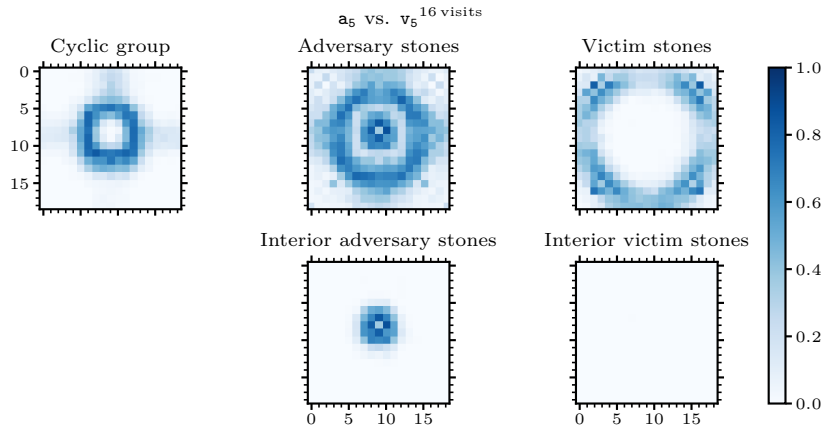 a₅ vs. v₅¹⁶ ᵛⁱˢⁱᵗˢ
Cyclic group
Adversary stones
Victim stones
0
5
10
15
1.0
0.8
0.6
0.4
0.2
0.0
Interior adversary stones
Interior victim stones
0 5 10 15
0 5 10 15